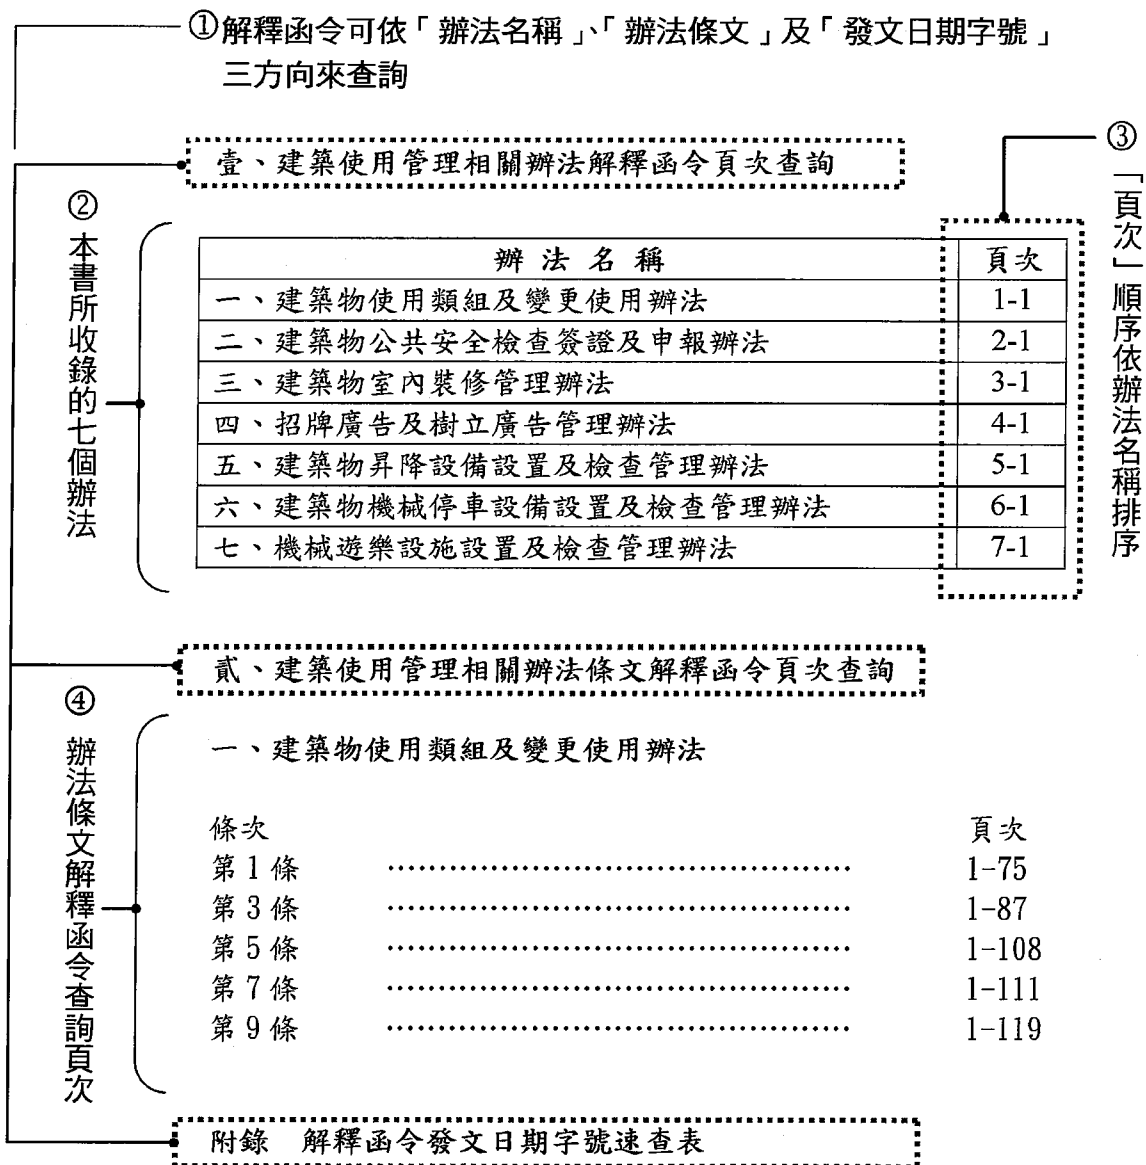 ①解釋函令可依「辦法名稱」、「辦法條文」及「發文日期字號」
三方向來查詢
壹、建築使用管理相關辦法解釋函令頁次查詢
③「頁次」順序依辦法名稱排序
②本書所收錄的七個辦法
辦法名稱 頁次
一、建築物使用類組及變更使用辦法 1-1
二、建築物公共安全檢查簽證及申報辦法 2-1
三、建築物室內裝修管理辦法 3-1
四、招牌廣告及樹立廣告管理辦法 4-1
五、建築物昇降設備設置及檢查管理辦法 5-1
六、建築物機械停車設備設置及檢查管理辦法 6-1
七、機械遊樂設施設置及檢查管理辦法 7-1
貳、建築使用管理相關辦法條文解釋函令頁次查詢
④辦法條文解釋函令查詢頁次
一、建築物使用類組及變更使用辦法
條次 頁次
第1條 ……………………………………… 1-75
第3條 ……………………………………… 1-87
第5條 ……………………………………… 1-108
第7條 ……………………………………… 1-111
第9條 ……………………………………… 1-119
附錄 解釋函令發文日期字號速查表